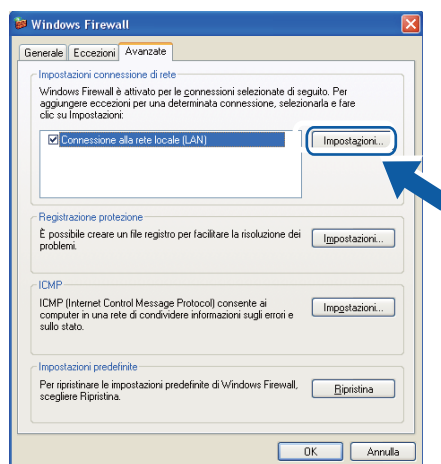 Windows Firewall
Generale Eccezioni Avanzate
Impostazioni connessione di rete
Windows Firewall è attivato per le connessioni selezionate di seguito. Per
aggiungere eccezioni per una determinata connessione, selezionarla e fare
clic su Impostazioni:
Connessione alla rete locale (LAN)
Impostazioni...
Registrazione protezione
È possibile creare un file registro per facilitare la risoluzione dei
problemi.
Impostazioni...
ICMP
ICMP (Internet Control Message Protocol) consente ai
computer in una rete di condividere informazioni sugli errori e
sullo stato.
Impostazioni...
Impostazioni predefinite
Per ripristinare le impostazioni predefinite di Windows Firewall,
scegliere Ripristina.
Ripristina
OK Annulla